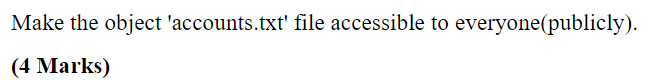 Make the object 'accounts.txt' file accessible to everyone(publicly).
(4 Marks)